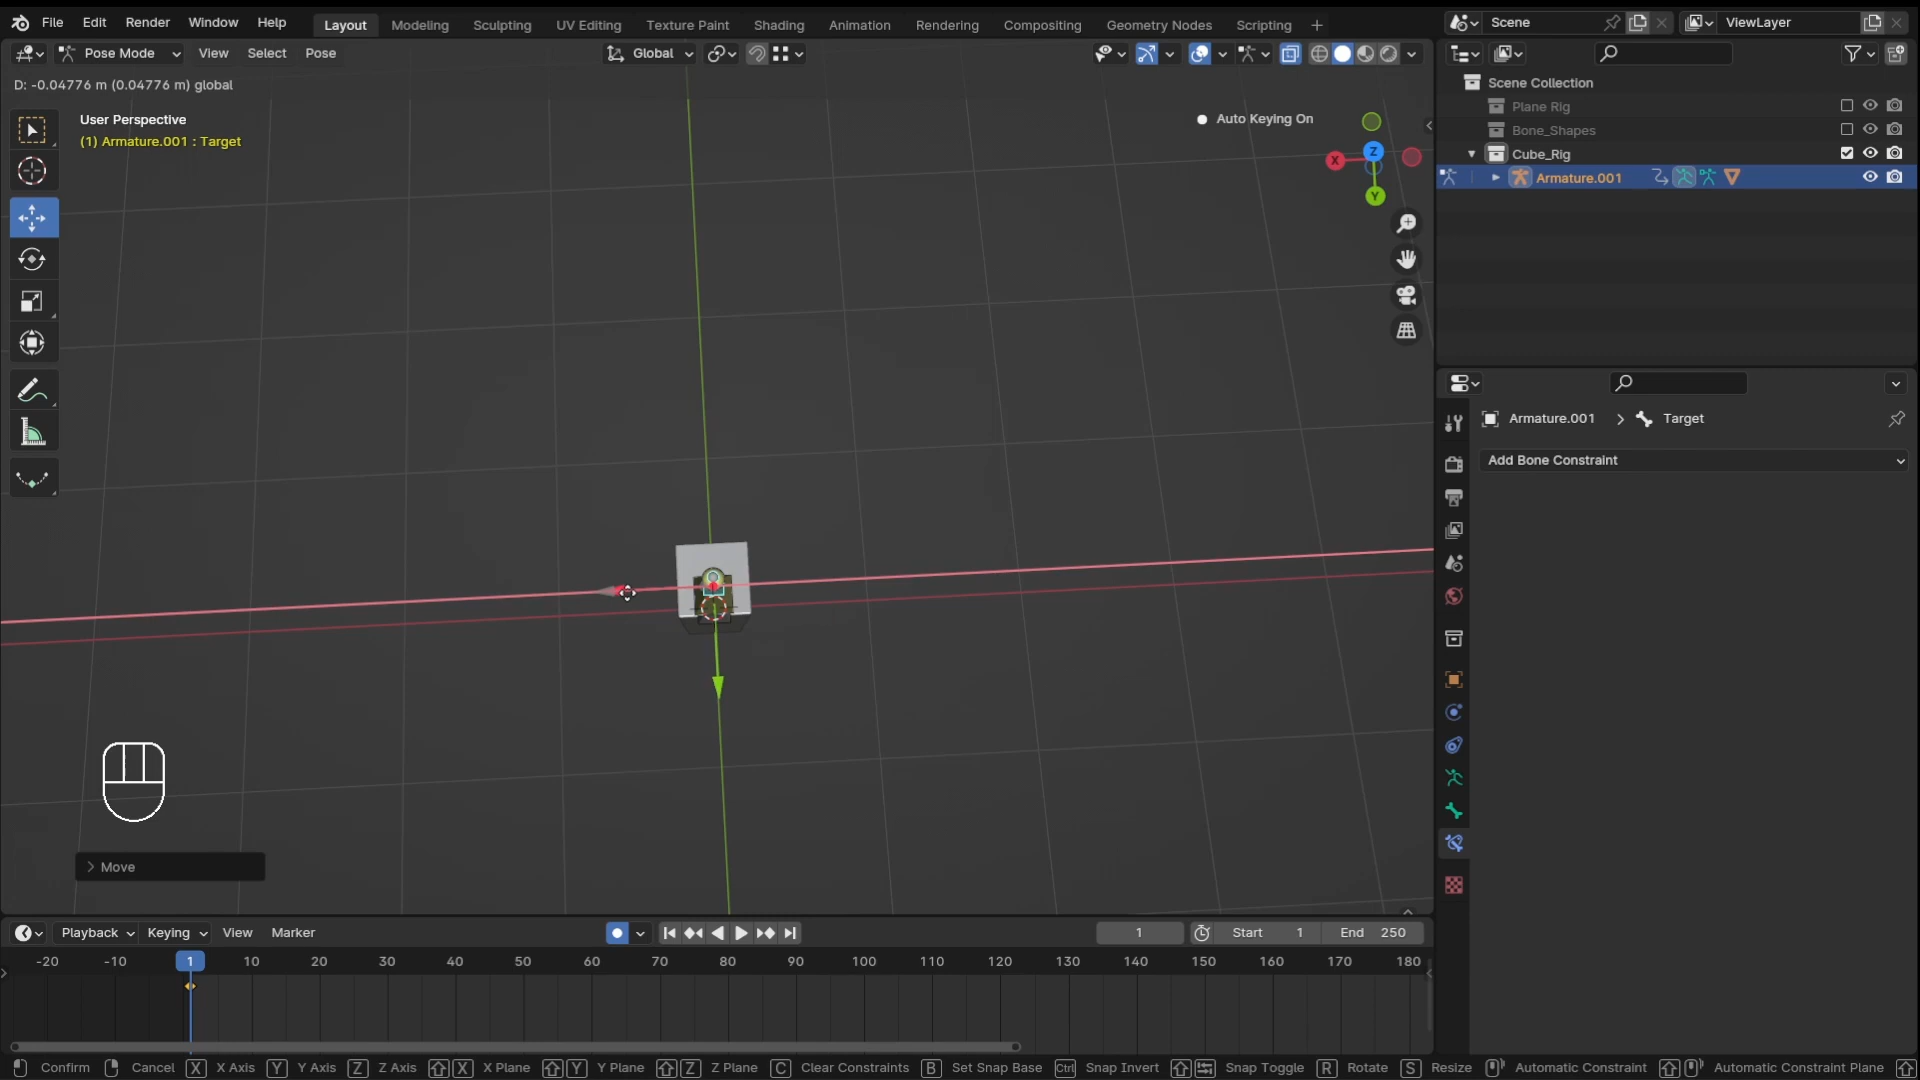 File Edit Render Window Help Layout Modeling Sculpting UV Editing Texture Paint Shading Animation Rendering Compositing Geometry Nodes Scripting + Scene ViewLayer
Pose Mode View Select Pose Global
D: -0.04776 m (0.04776 m) global
Scene Collection
Plane Rig
Bone_Shapes
Cube_Rig
Armature.001
User Perspective
(1) Armature.001 : Target
Auto Keying On
X
Z
Y
Armature.001 > Target
Add Bone Constraint
> Move
Playback Keying View Marker 1 Start 1 End 250
-20 -10 1 10 20 30 40 50 60 70 80 90 100 110 120 130 140 150 160 170 180
Confirm Cancel X X Axis Y Y Axis Z Z Axis X X Plane Y Y Plane Z Z Plane C Clear Constraints B Set Snap Base Ctrl Snap Invert Snap Toggle R Rotate S Resize Automatic Constraint Automatic Constraint Plane